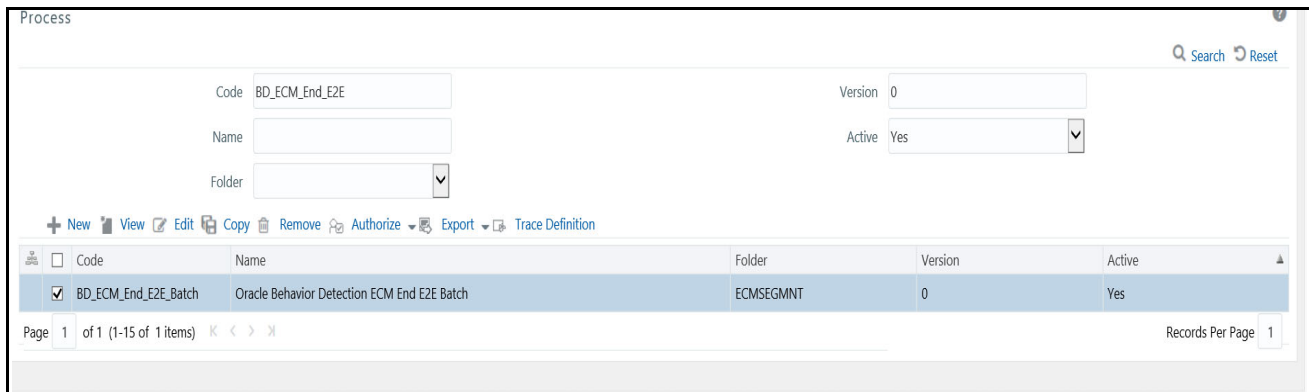 Process
Search Reset
Code BD_ECM_End_E2E Version 0
Name Active Yes
Folder
New View Edit Copy Remove Authorize Export Trace Definition
Code Name Folder Version Active
BD_ECM_End_E2E_Batch Oracle Behavior Detection ECM End E2E Batch ECMSEGMNT 0 Yes
Page 1 of 1 (1-15 of 1 items) Records Per Page 1